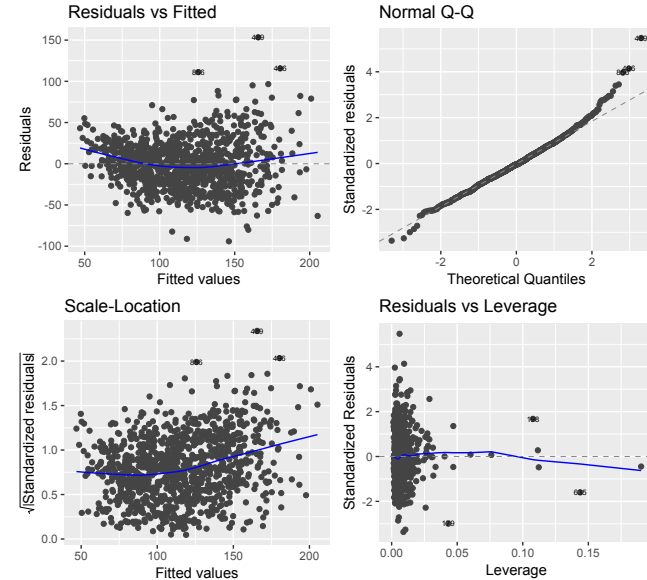 Residuals vs Fitted
Residuals
150
100
50
0
-50
-100
50
100
150
200
Fitted values
Normal Q-Q
Standardized residuals
4
2
0
-2
-2
0
2
Theoretical Quantiles
Scale-Location
√|Standardized residuals|
2.0
1.5
1.0
0.5
0.0
50
100
150
200
Fitted values
Residuals vs Leverage
Standardized Residuals
4
2
0
-2
0.00
0.05
0.10
0.15
Leverage